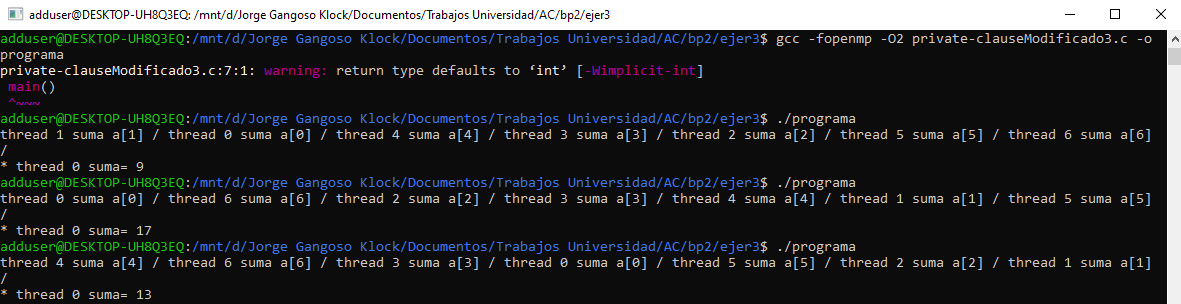 adduser@DESKTOP-UH8Q3EQ: /mnt/d/Jorge Gangoso Klock/Documentos/Trabajos Universidad/AC/bp2/ejer3
adduser@DESKTOP-UH8Q3EQ:/mnt/d/Jorge Gangoso Klock/Documentos/Trabajos Universidad/AC/bp2/ejer3$ gcc -fopenmp -O2 private-clauseModificado3.c -o
programa
private-clauseModificado3.c:7:1: warning: return type defaults to ‘int’ [-Wimplicit-int]
 main()
 ^~~~
adduser@DESKTOP-UH8Q3EQ:/mnt/d/Jorge Gangoso Klock/Documentos/Trabajos Universidad/AC/bp2/ejer3$ ./programa
thread 1 suma a[1] / thread 0 suma a[0] / thread 4 suma a[4] / thread 3 suma a[3] / thread 2 suma a[2] / thread 5 suma a[5] / thread 6 suma a[6]
/
* thread 0 suma= 9
adduser@DESKTOP-UH8Q3EQ:/mnt/d/Jorge Gangoso Klock/Documentos/Trabajos Universidad/AC/bp2/ejer3$ ./programa
thread 0 suma a[0] / thread 6 suma a[6] / thread 2 suma a[2] / thread 3 suma a[3] / thread 4 suma a[4] / thread 1 suma a[1] / thread 5 suma a[5]
/
* thread 0 suma= 17
adduser@DESKTOP-UH8Q3EQ:/mnt/d/Jorge Gangoso Klock/Documentos/Trabajos Universidad/AC/bp2/ejer3$ ./programa
thread 4 suma a[4] / thread 6 suma a[6] / thread 3 suma a[3] / thread 0 suma a[0] / thread 5 suma a[5] / thread 2 suma a[2] / thread 1 suma a[1]
/
* thread 0 suma= 13